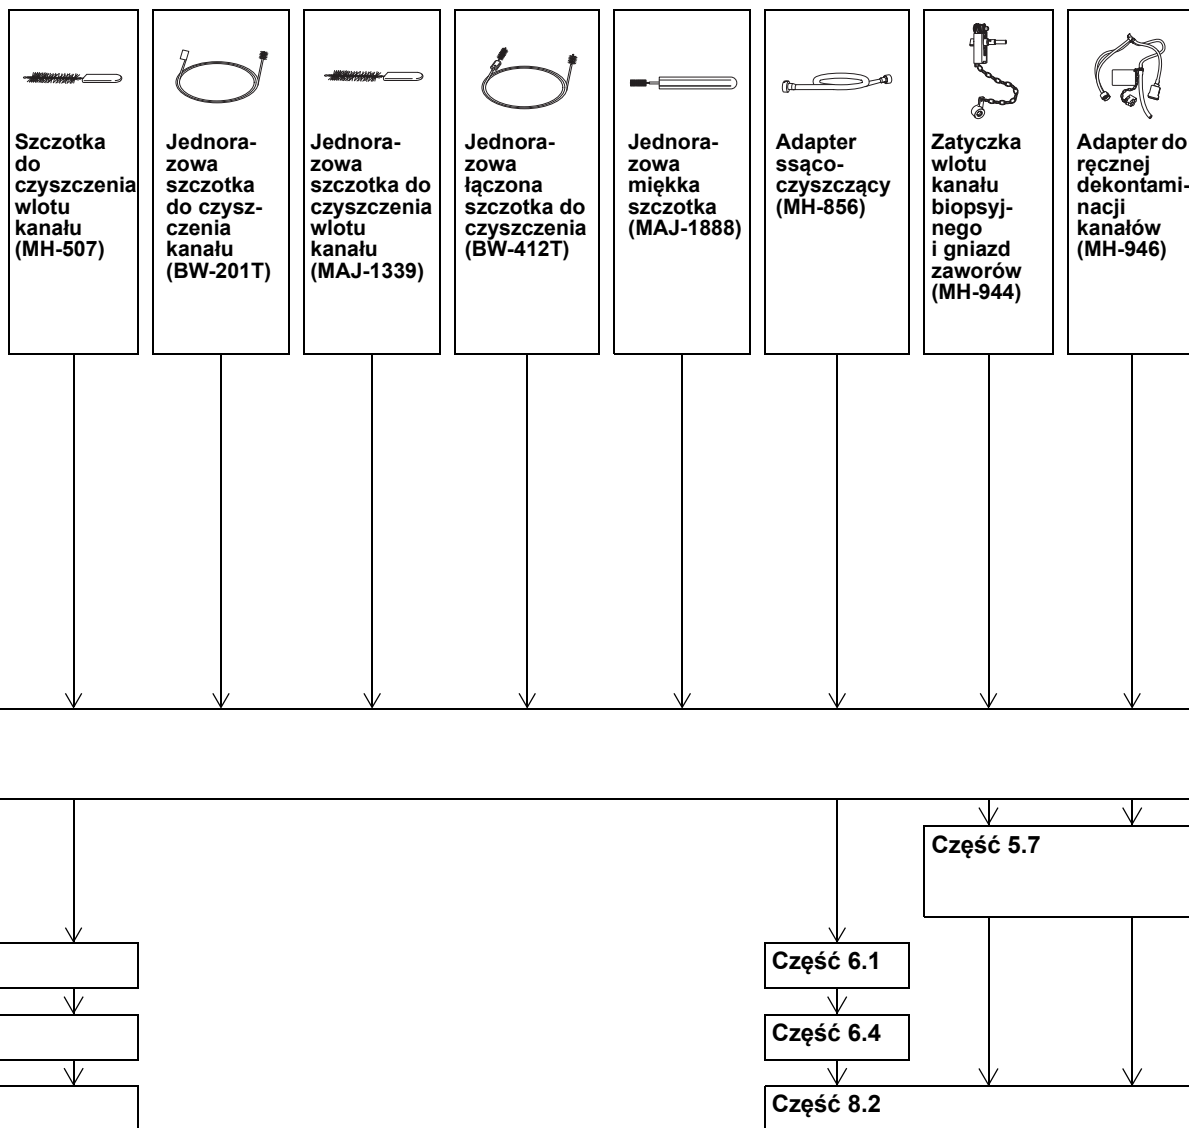 Szczotka
do
czyszczenia
wlotu
kanału
(MH-507)
Jednora-
zowa
szczotka
do czysz-
czenia
kanału
(BW-201T)
Jednora-
zowa
szczotka do
czyszczenia
wlotu
kanału
(MAJ-1339)
Jednora-
zowa
łączona
szczotka do
czyszczenia
(BW-412T)
Jednora-
zowa
miękka
szczotka
(MAJ-1888)
Adapter
ssąco-
czyszczący
(MH-856)
Zatyczka
wlotu
kanału
biopsyj-
nego
i gniazd
zaworów
(MH-944)
Adapter do
ręcznej
dekontami-
nacji
kanałów
(MH-946)
Część 5.7
Część 6.1
Część 6.4
Część 8.2